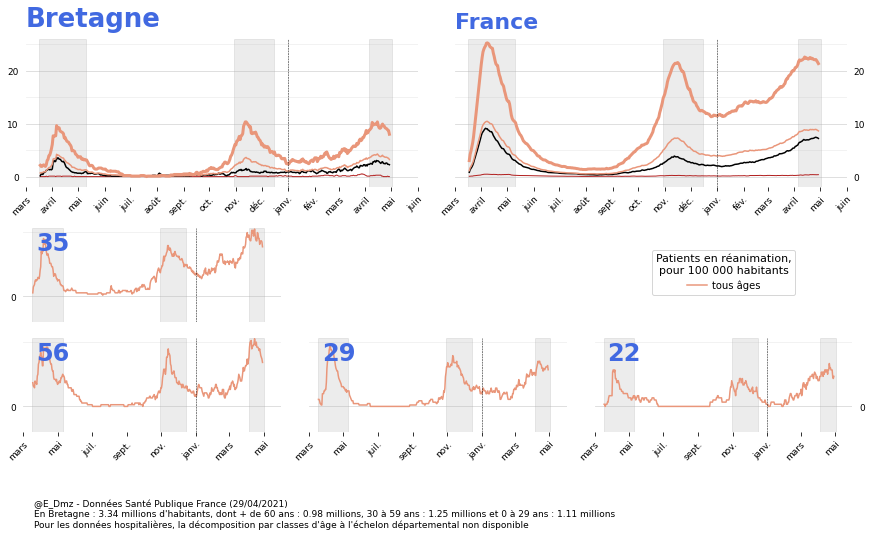 Bretagne
France
20
10
0
20
10
0
mars avril mai juin juil. août sept. oct. nov. déc. janv. fév. mars avril mai juin
mars avril mai juin juil. août sept. oct. nov. déc. janv. fév. mars avril mai juin
35
0
Patients en réanimation,
pour 100 000 habitants
tous âges
56
29
22
0
0
mars mai juil. sept. nov. janv. mars mai
mars mai juil. sept. nov. janv. mars mai
mars mai juil. sept. nov. janv. mars mai
@E_Dmz - Données Santé Publique France (29/04/2021)
En Bretagne : 3.34 millions d'habitants, dont + de 60 ans : 0.98 millions, 30 à 59 ans : 1.25 millions et 0 à 29 ans : 1.11 millions
Pour les données hospitalières, la décomposition par classes d'âge à l'échelon départemental non disponible